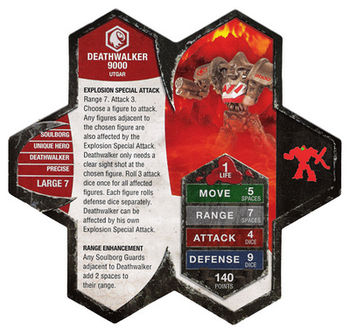 DEATHWALKER
9000
UTGAR
SOULBORG
UNIQUE HERO
DEATHWALKER
PRECISE
LARGE 7
EXPLOSION SPECIAL ATTACK
Range 7. Attack 3.
Choose a figure to attack.
Any figures adjacent to
the chosen figure are
also affected by the
Explosion Special Attack.
Deathwalker only needs a
clear sight shot at the
chosen figure. Roll 3 attack
dice once for all affected
figures. Each figure rolls
defense dice separately.
Deathwalker can be
affected by his own
Explosion Special Attack.
RANGE ENHANCEMENT
Any Soulborg Guards
adjacent to Deathwalker
add 2 spaces to
their range.
1
LIFE
MOVE 5 SPACES
RANGE 7 SPACES
ATTACK 4 DICE
DEFENSE 9 DICE
140
POINTS